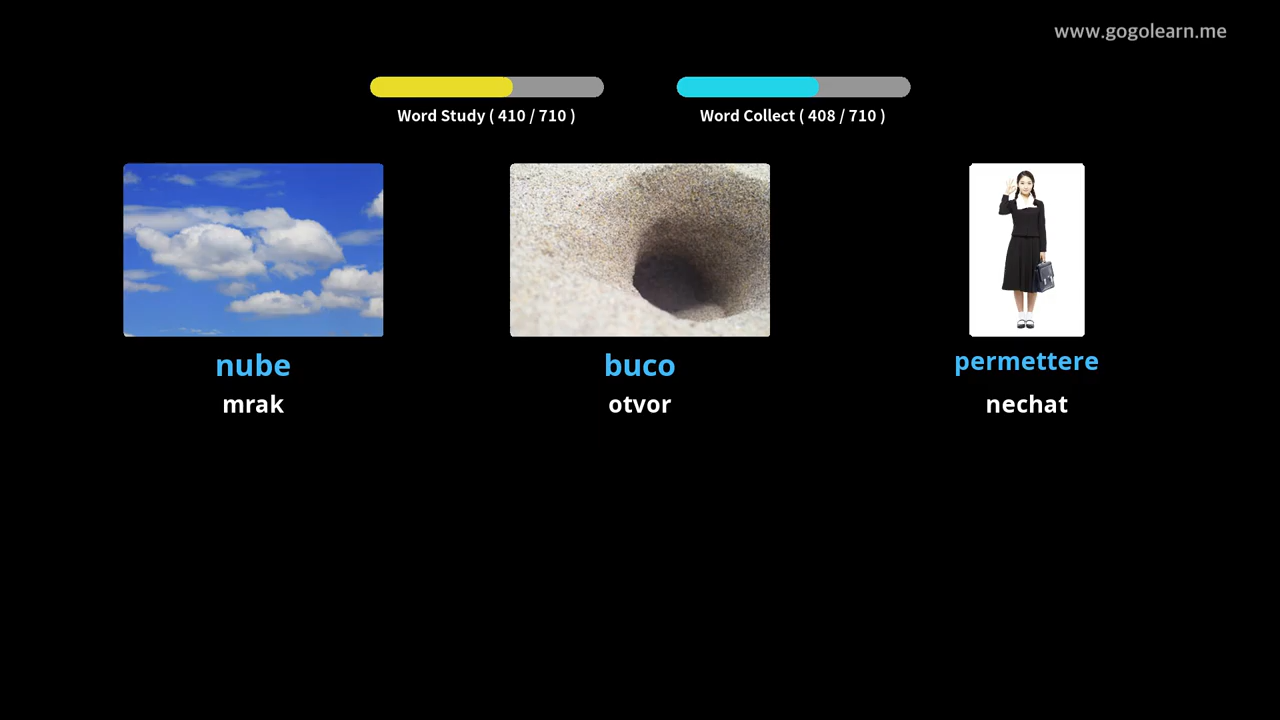 www.gogolearn.me
Word Study ( 410 / 710 )
Word Collect ( 408 / 710 )
nube
mrak
buco
otvor
permettere
nechat